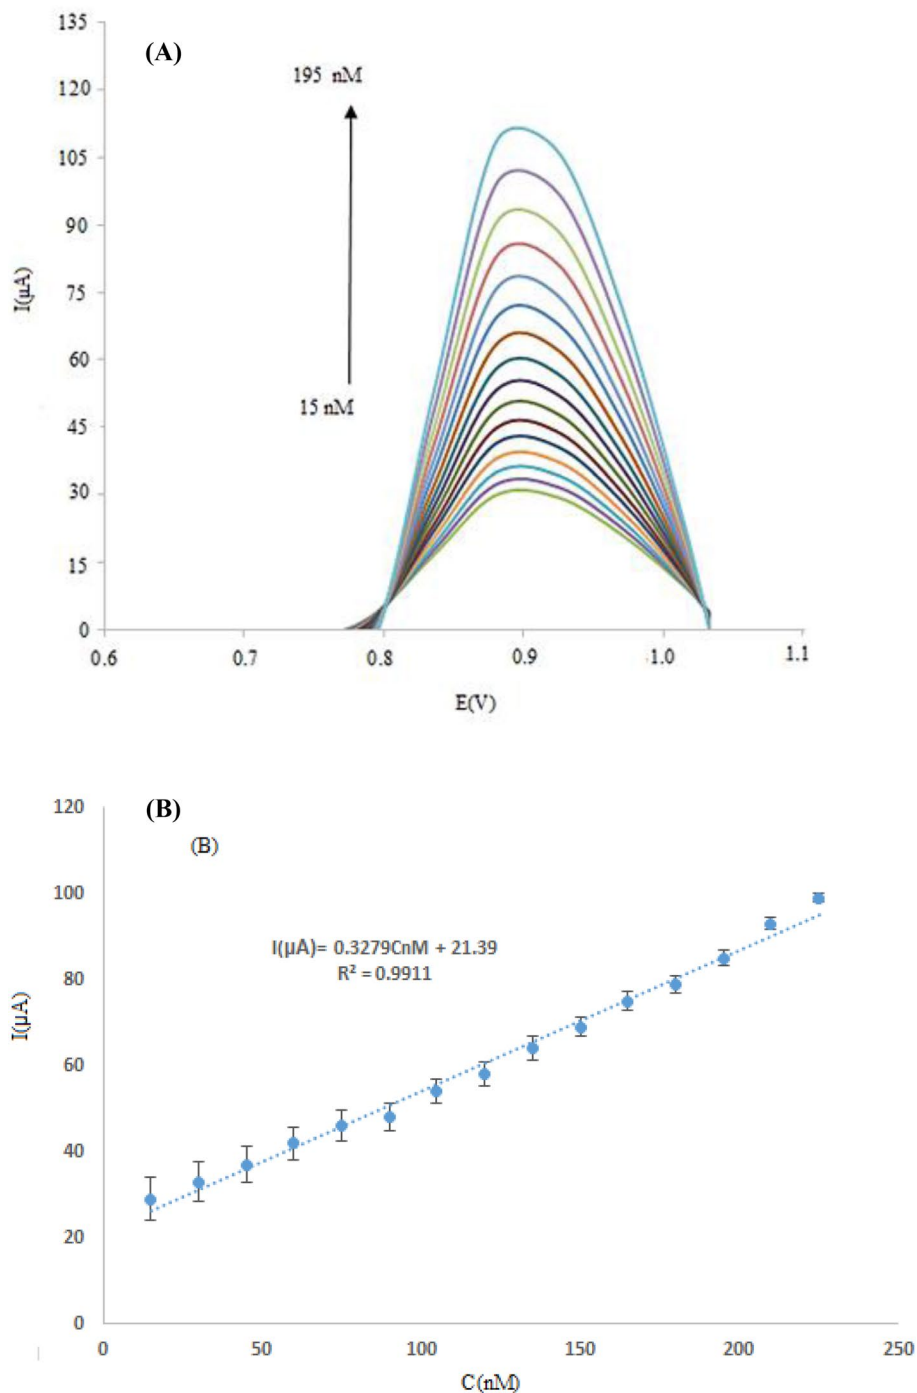 (A)
135
120
105
90
75
60
45
30
15
0
I(µA)
195 nM
15 nM
0.6 0.7 0.8 0.9 1.0 1.1
E(V)
(B)
(B)
120
100
80
60
40
20
0
I(µA)
I(µA)= 0.3279CnM + 21.39
R² = 0.9911
0 50 100 150 200 250
C(nM)